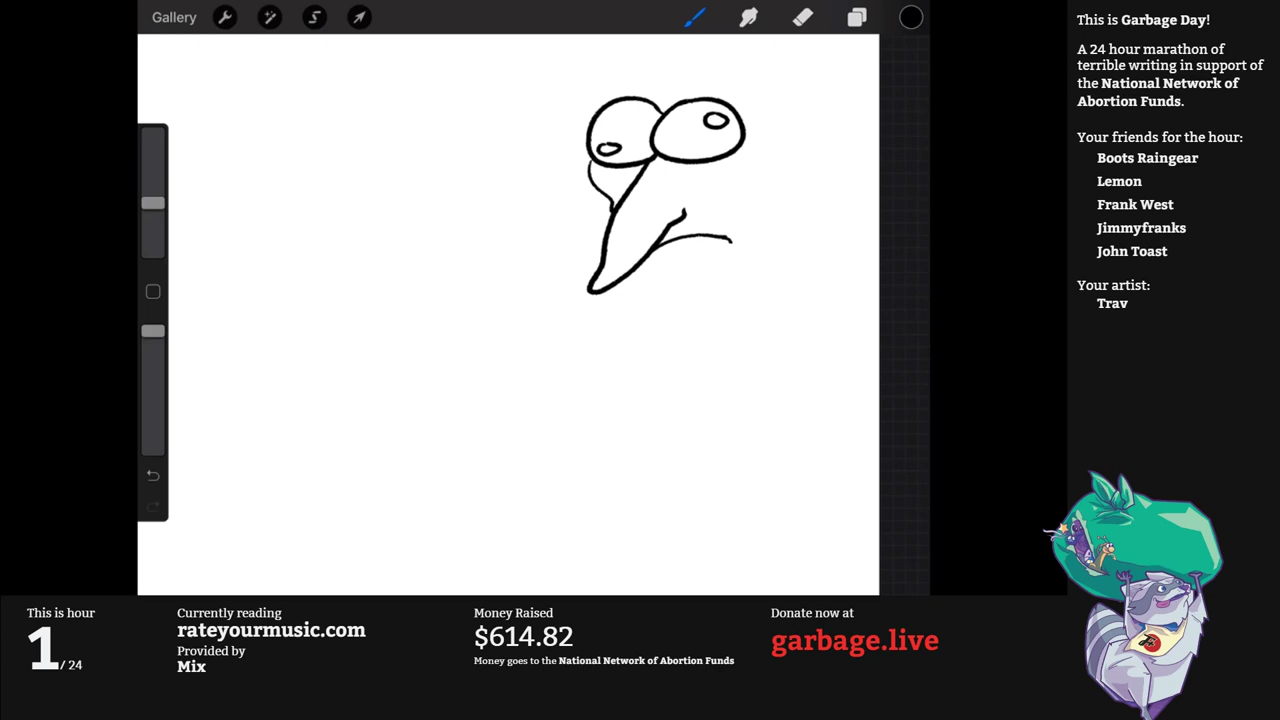 Gallery
This is Garbage Day!
A 24 hour marathon of
terrible writing in support of
the National Network of
Abortion Funds.
Your friends for the hour:
Boots Raingear
Lemon
Frank West
Jimmyfranks
John Toast
Your artist:
Trav
This is hour
1 / 24
Currently reading
rateyourmusic.com
Provided by
Mix
Money Raised
$614.82
Money goes to the National Network of Abortion Funds
Donate now at
garbage.live